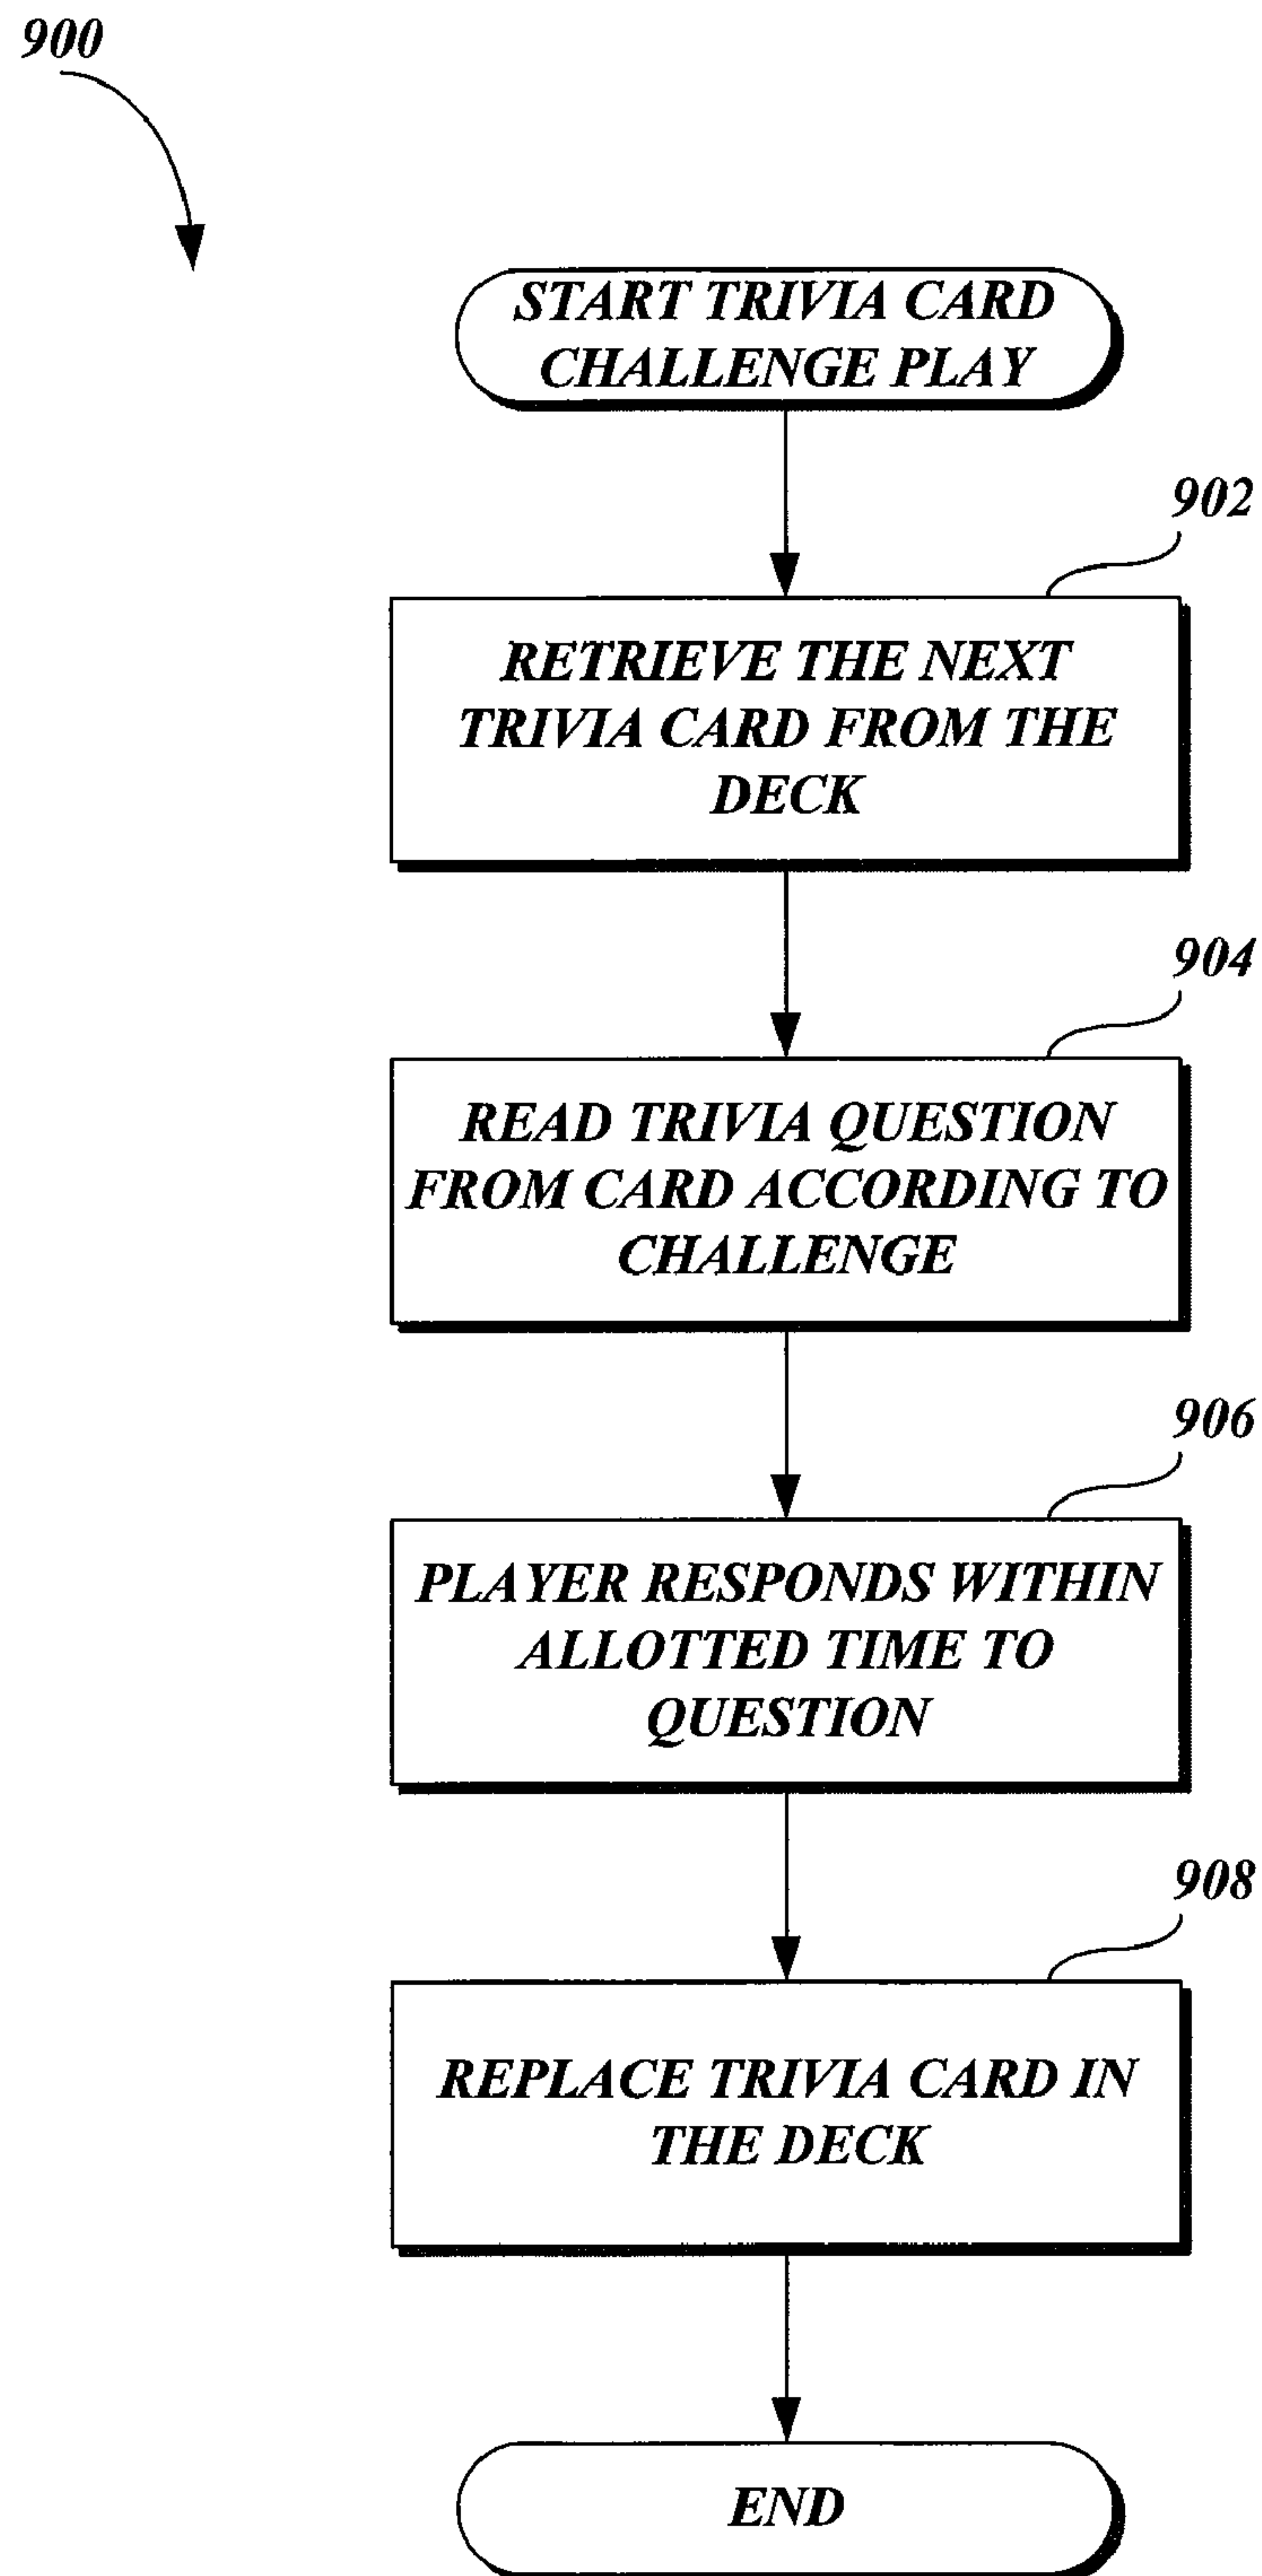 900
START TRIVIA CARD
CHALLENGE PLAY
902
RETRIEVE THE NEXT
TRIVIA CARD FROM THE
DECK
904
READ TRIVIA QUESTION
FROM CARD ACCORDING TO
CHALLENGE
906
PLAYER RESPONDS WITHIN
ALLOTTED TIME TO
QUESTION
908
REPLACE TRIVIA CARD IN
THE DECK
END